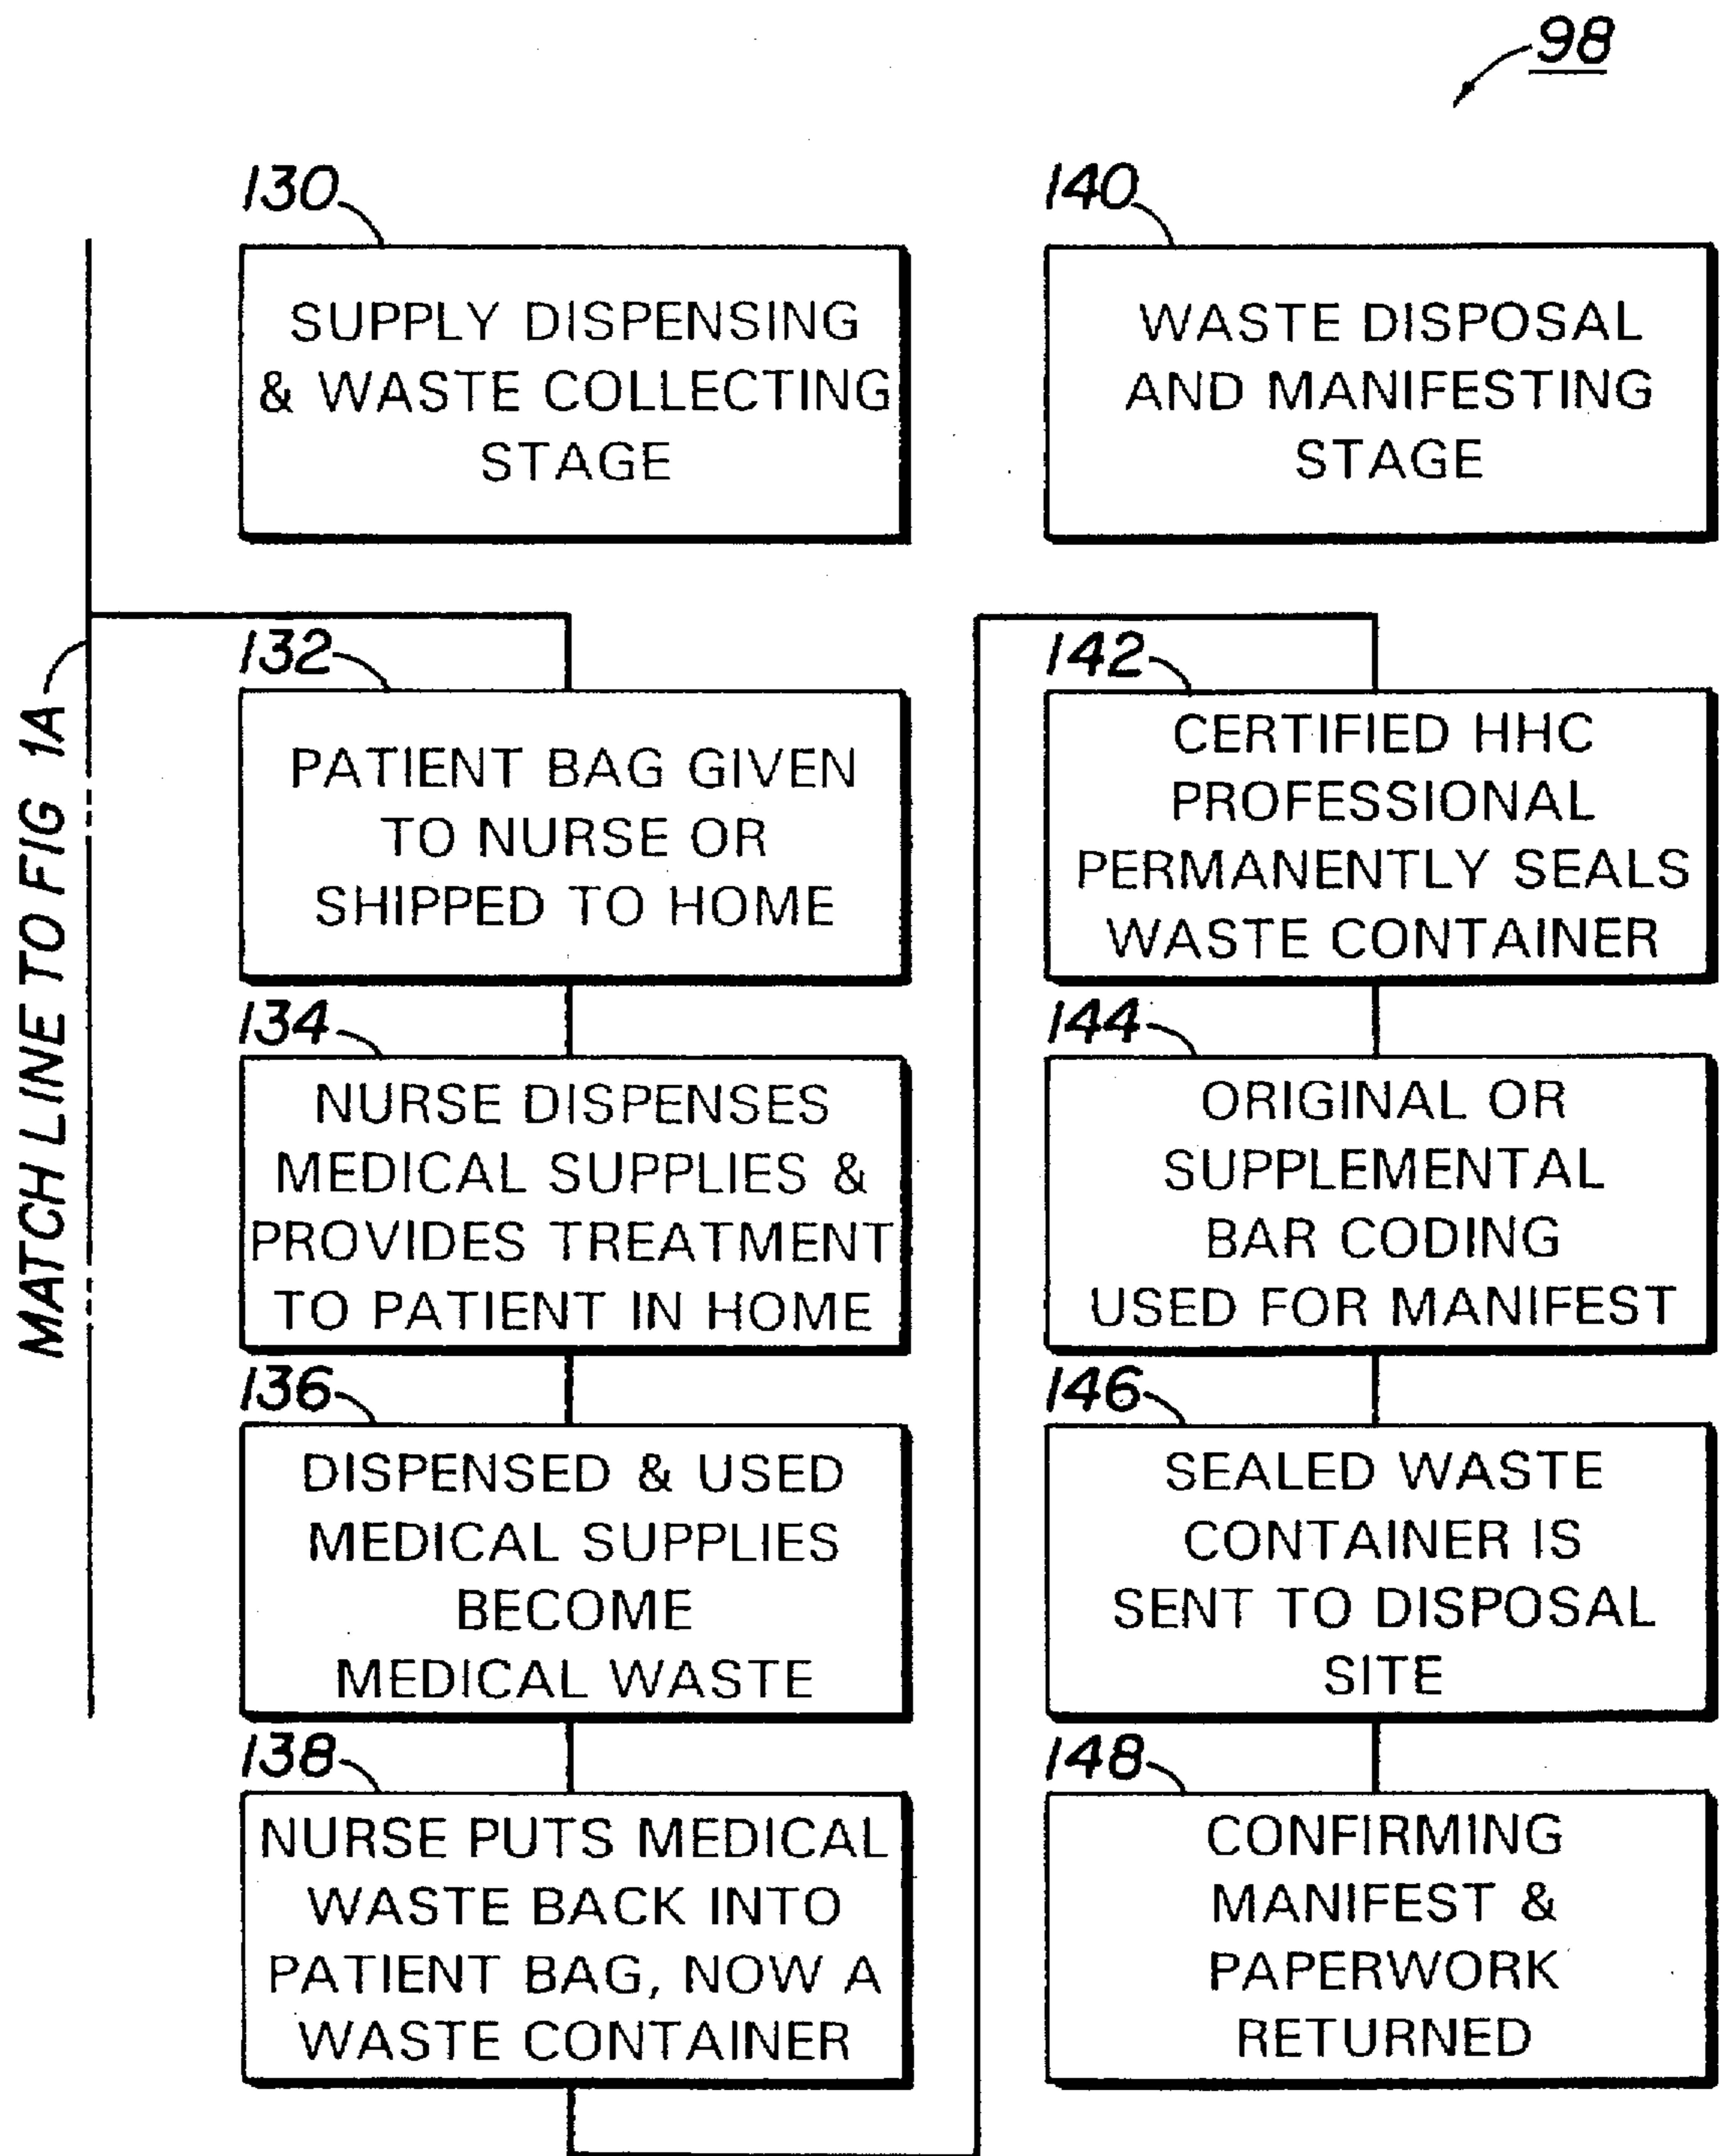 98
130
SUPPLY DISPENSING
& WASTE COLLECTING
STAGE
140
WASTE DISPOSAL
AND MANIFESTING
STAGE
MATCH LINE TO FIG 1A
132
PATIENT BAG GIVEN
TO NURSE OR
SHIPPED TO HOME
134
NURSE DISPENSES
MEDICAL SUPPLIES &
PROVIDES TREATMENT
TO PATIENT IN HOME
136
DISPENSED & USED
MEDICAL SUPPLIES
BECOME
MEDICAL WASTE
138
NURSE PUTS MEDICAL
WASTE BACK INTO
PATIENT BAG, NOW A
WASTE CONTAINER
142
CERTIFIED HHC
PROFESSIONAL
PERMANENTLY SEALS
WASTE CONTAINER
144
ORIGINAL OR
SUPPLEMENTAL
BAR CODING
USED FOR MANIFEST
146
SEALED WASTE
CONTAINER IS
SENT TO DISPOSAL
SITE
148
CONFIRMING
MANIFEST &
PAPERWORK
RETURNED